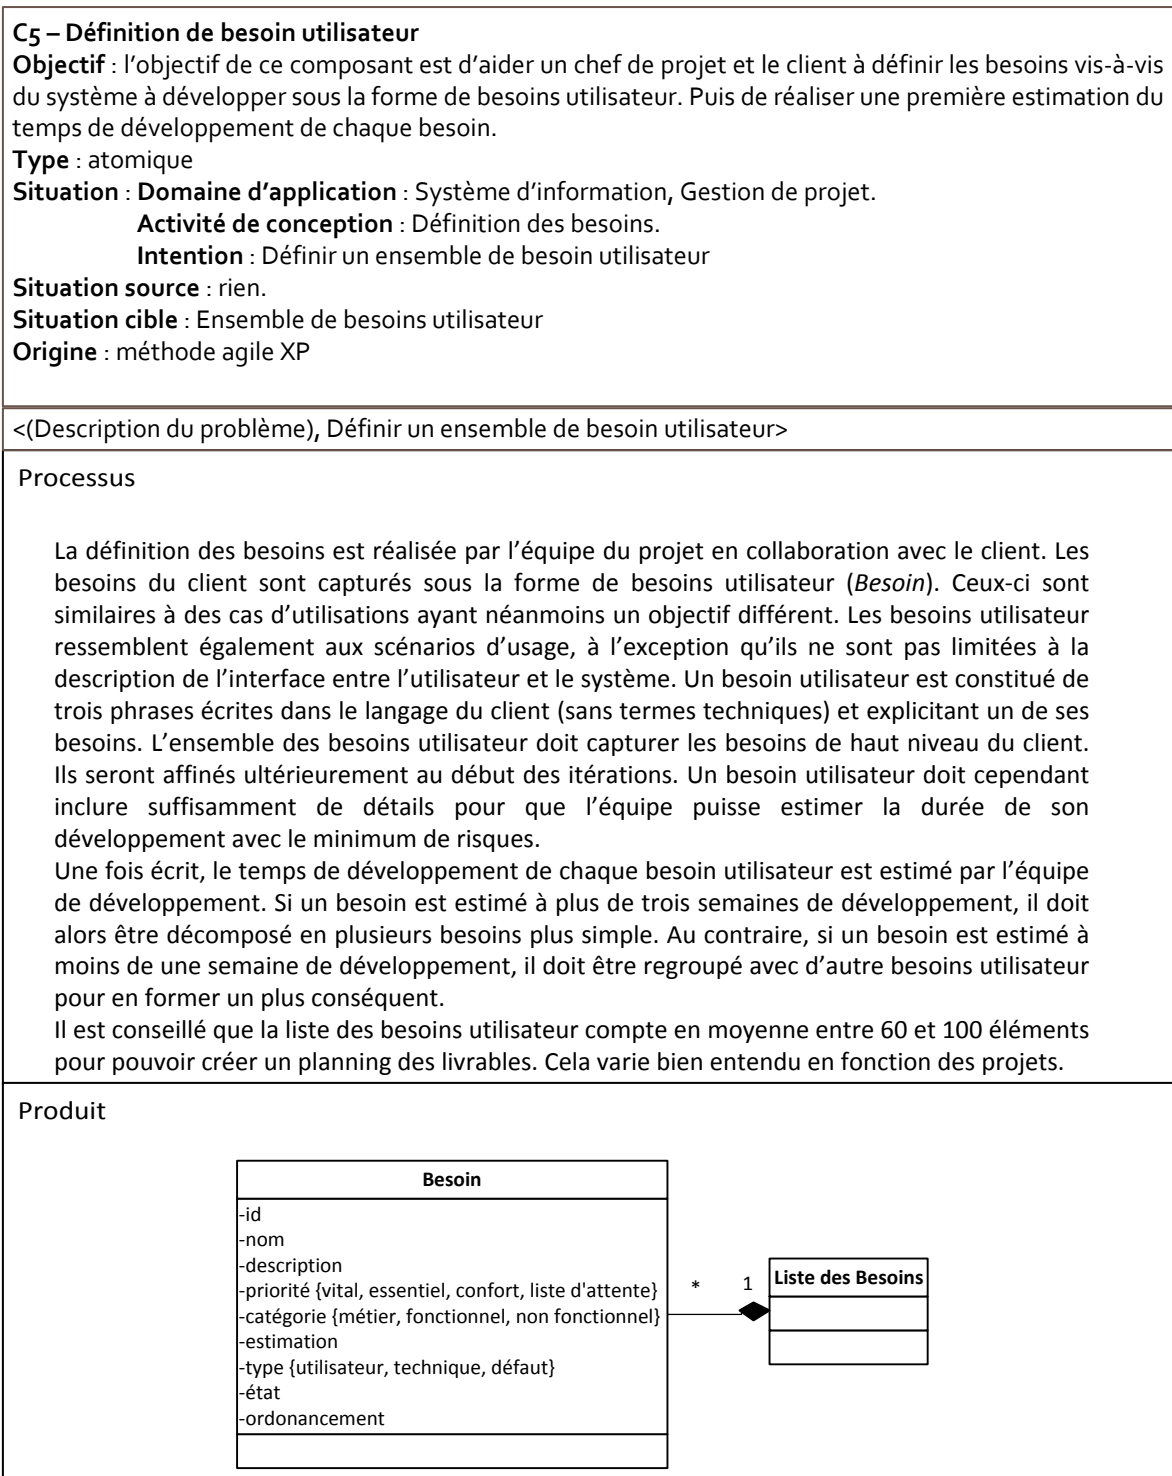 C5 – Définition de besoin utilisateur
Objectif : l'objectif de ce composant est d'aider un chef de projet et le client à définir les besoins vis-à-vis
du système à développer sous la forme de besoins utilisateur. Puis de réaliser une première estimation du
temps de développement de chaque besoin.
Type : atomique
Situation : Domaine d'application : Système d'information, Gestion de projet.
Activité de conception : Définition des besoins.
Intention : Définir un ensemble de besoin utilisateur
Situation source : rien.
Situation cible : Ensemble de besoins utilisateur
Origine : méthode agile XP
<(Description du problème), Définir un ensemble de besoin utilisateur>
Processus
La définition des besoins est réalisée par l'équipe du projet en collaboration avec le client. Les
besoins du client sont capturés sous la forme de besoins utilisateur (Besoin). Ceux-ci sont
similaires à des cas d'utilisations ayant néanmoins un objectif différent. Les besoins utilisateur
ressemblent également aux scénarios d'usage, à l'exception qu'ils ne sont pas limitées à la
description de l'interface entre l'utilisateur et le système. Un besoin utilisateur est constitué de
trois phrases écrites dans le langage du client (sans termes techniques) et explicitant un de ses
besoins. L'ensemble des besoins utilisateur doit capturer les besoins de haut niveau du client.
Ils seront affinés ultérieurement au début des itérations. Un besoin utilisateur doit cependant
inclure suffisamment de détails pour que l'équipe puisse estimer la durée de son
développement avec le minimum de risques.
Une fois écrit, le temps de développement de chaque besoin utilisateur est estimé par l'équipe
de développement. Si un besoin est estimé à plus de trois semaines de développement, il doit
alors être décomposé en plusieurs besoins plus simple. Au contraire, si un besoin est estimé à
moins de une semaine de développement, il doit être regroupé avec d'autre besoins utilisateur
pour en former un plus conséquent.
Il est conseillé que la liste des besoins utilisateur compte en moyenne entre 60 et 100 éléments
pour pouvoir créer un planning des livrables. Cela varie bien entendu en fonction des projets.
Produit
Besoin
-id
-nom
-description
-priorité {vital, essentiel, confort, liste d'attente}
-catégorie {métier, fonctionnel, non fonctionnel}
-estimation
-type {utilisateur, technique, défaut}
-état
-ordonancement
* 1
Liste des Besoins